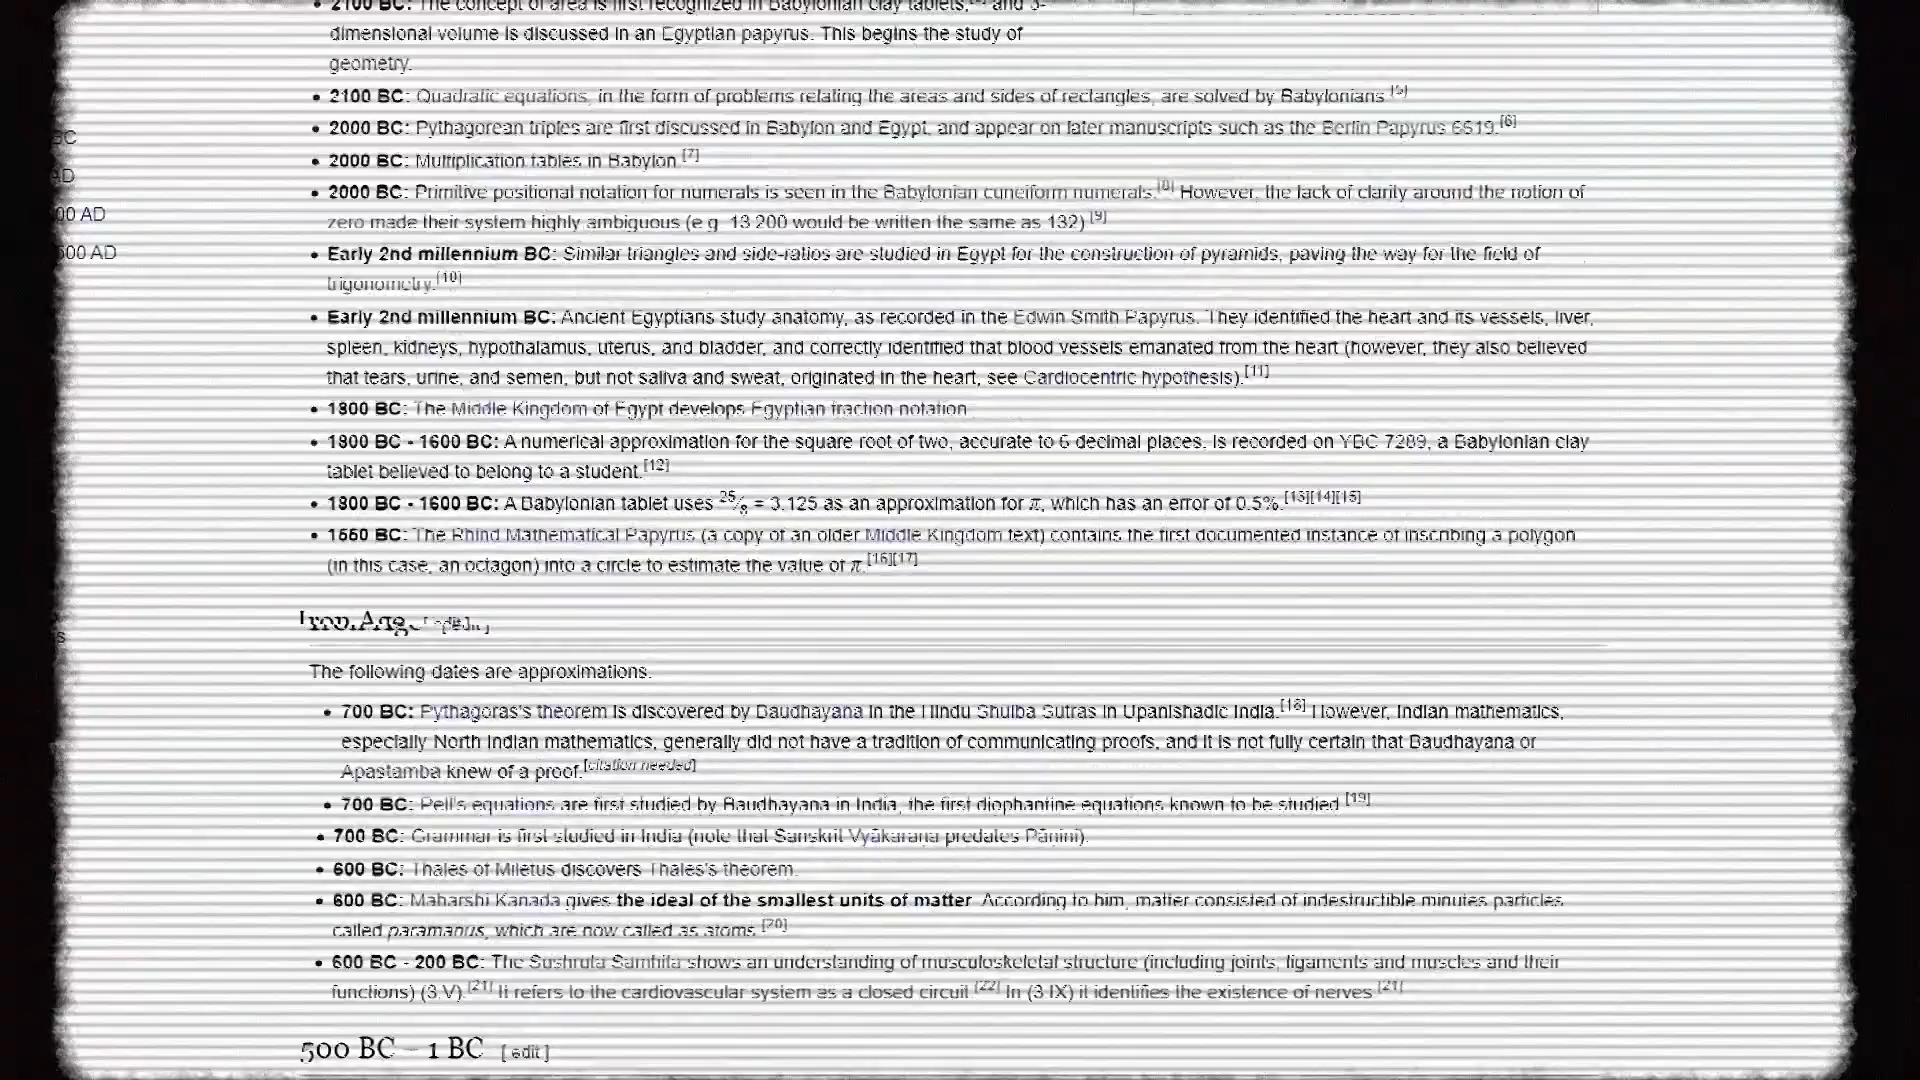 2100 BC: The concept of area is first recognized in Babylonian clay tablets, and 3-
dimensional volume is discussed in an Egyptian papyrus. This begins the study of
geometry.
• 2100 BC: Quadratic equations, in the form of problems relating the areas and sides of rectangles, are solved by Babylonians.[5]
• 2000 BC: Pythagorean triples are first discussed in Babylon and Egypt, and appear on later manuscripts such as the Berlin Papyrus 6619.[6]
• 2000 BC: Multiplication tables in Babylon.[7]
• 2000 BC: Primitive positional notation for numerals is seen in the Babylonian cuneiform numerals.[8] However, the lack of clarity around the notion of
zero made their system highly ambiguous (e.g. 13 200 would be written the same as 132).[9]
• Early 2nd millennium BC: Similar triangles and side-ratios are studied in Egypt for the construction of pyramids, paving the way for the field of
trigonometry.[10]
• Early 2nd millennium BC: Ancient Egyptians study anatomy, as recorded in the Edwin Smith Papyrus. They identified the heart and its vessels, liver,
spleen, kidneys, hypothalamus, uterus, and bladder, and correctly identified that blood vessels emanated from the heart (however, they also believed
that tears, urine, and semen, but not saliva and sweat, originated in the heart, see Cardiocentric hypothesis).[11]
• 1800 BC: The Middle Kingdom of Egypt develops Egyptian fraction notation.
• 1800 BC - 1600 BC: A numerical approximation for the square root of two, accurate to 6 decimal places, is recorded on YBC 7289, a Babylonian clay
tablet believed to belong to a student.[12]
• 1800 BC - 1600 BC: A Babylonian tablet uses 25⁄8 = 3.125 as an approximation for π, which has an error of 0.5%.[13][14][15]
• 1550 BC: The Rhind Mathematical Papyrus (a copy of an older Middle Kingdom text) contains the first documented instance of inscribing a polygon
(in this case, an octagon) into a circle to estimate the value of π.[16][17]
Iron Age [edit]
The following dates are approximations.
• 700 BC: Pythagoras's theorem is discovered by Baudhayana in the Hindu Shulba Sutras in Upanishadic India.[18] However, Indian mathematics,
especially North Indian mathematics, generally did not have a tradition of communicating proofs, and it is not fully certain that Baudhayana or
Apastamba knew of a proof.[citation needed]
• 700 BC: Pell's equations are first studied by Baudhayana in India, the first diophantine equations known to be studied.[19]
• 700 BC: Grammar is first studied in India (note that Sanskrit Vyākaraṇa predates Pāṇini).
• 600 BC: Thales of Miletus discovers Thales's theorem.
• 600 BC: Maharshi Kanada gives the ideal of the smallest units of matter. According to him, matter consisted of indestructible minutes particles
called paramanus, which are now called as atoms.[20]
• 600 BC - 200 BC: The Sushruta Samhita shows an understanding of musculoskeletal structure (including joints, ligaments and muscles and their
functions) (3.V).[21] It refers to the cardiovascular system as a closed circuit.[22] In (3.IX) it identifies the existence of nerves.[21]
500 BC – 1 BC [ edit ]
BC
AD
00 AD
500 AD
s